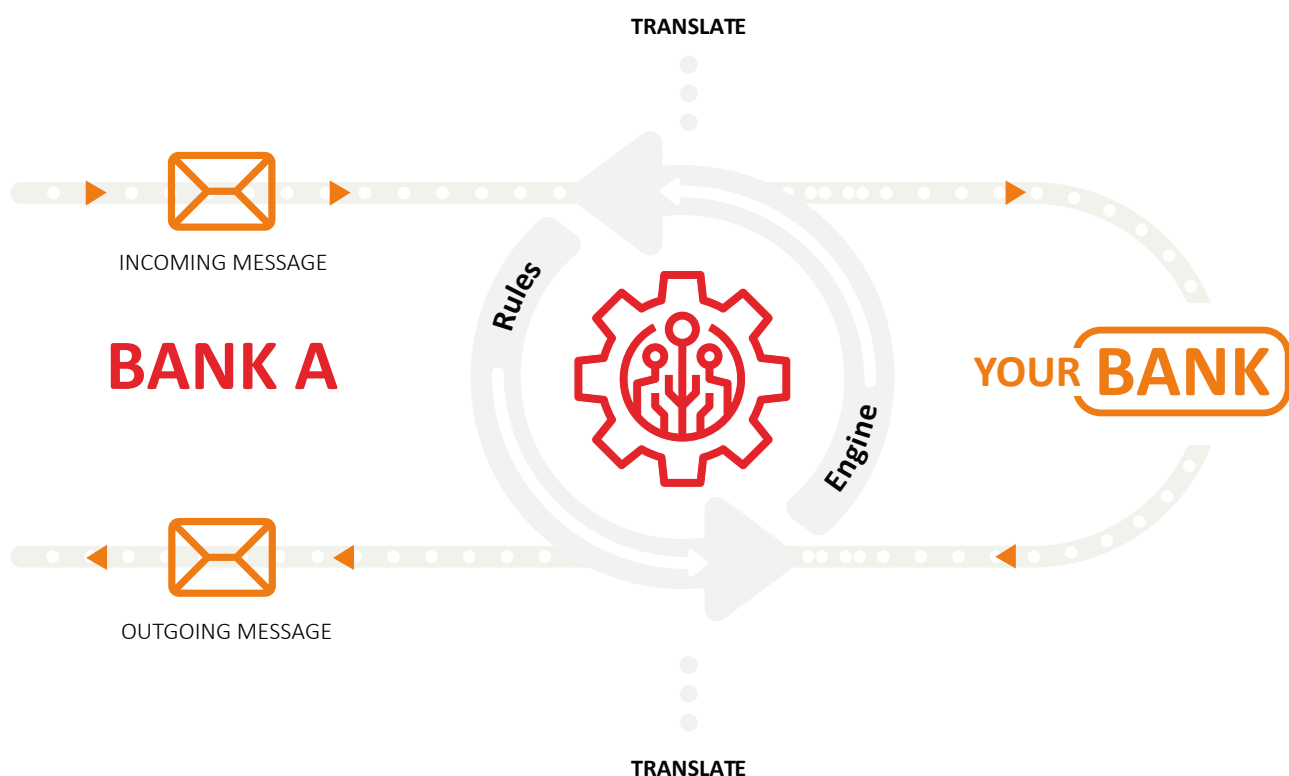 TRANSLATE
INCOMING MESSAGE
Rules
BANK A
YOUR BANK
Engine
OUTGOING MESSAGE
TRANSLATE